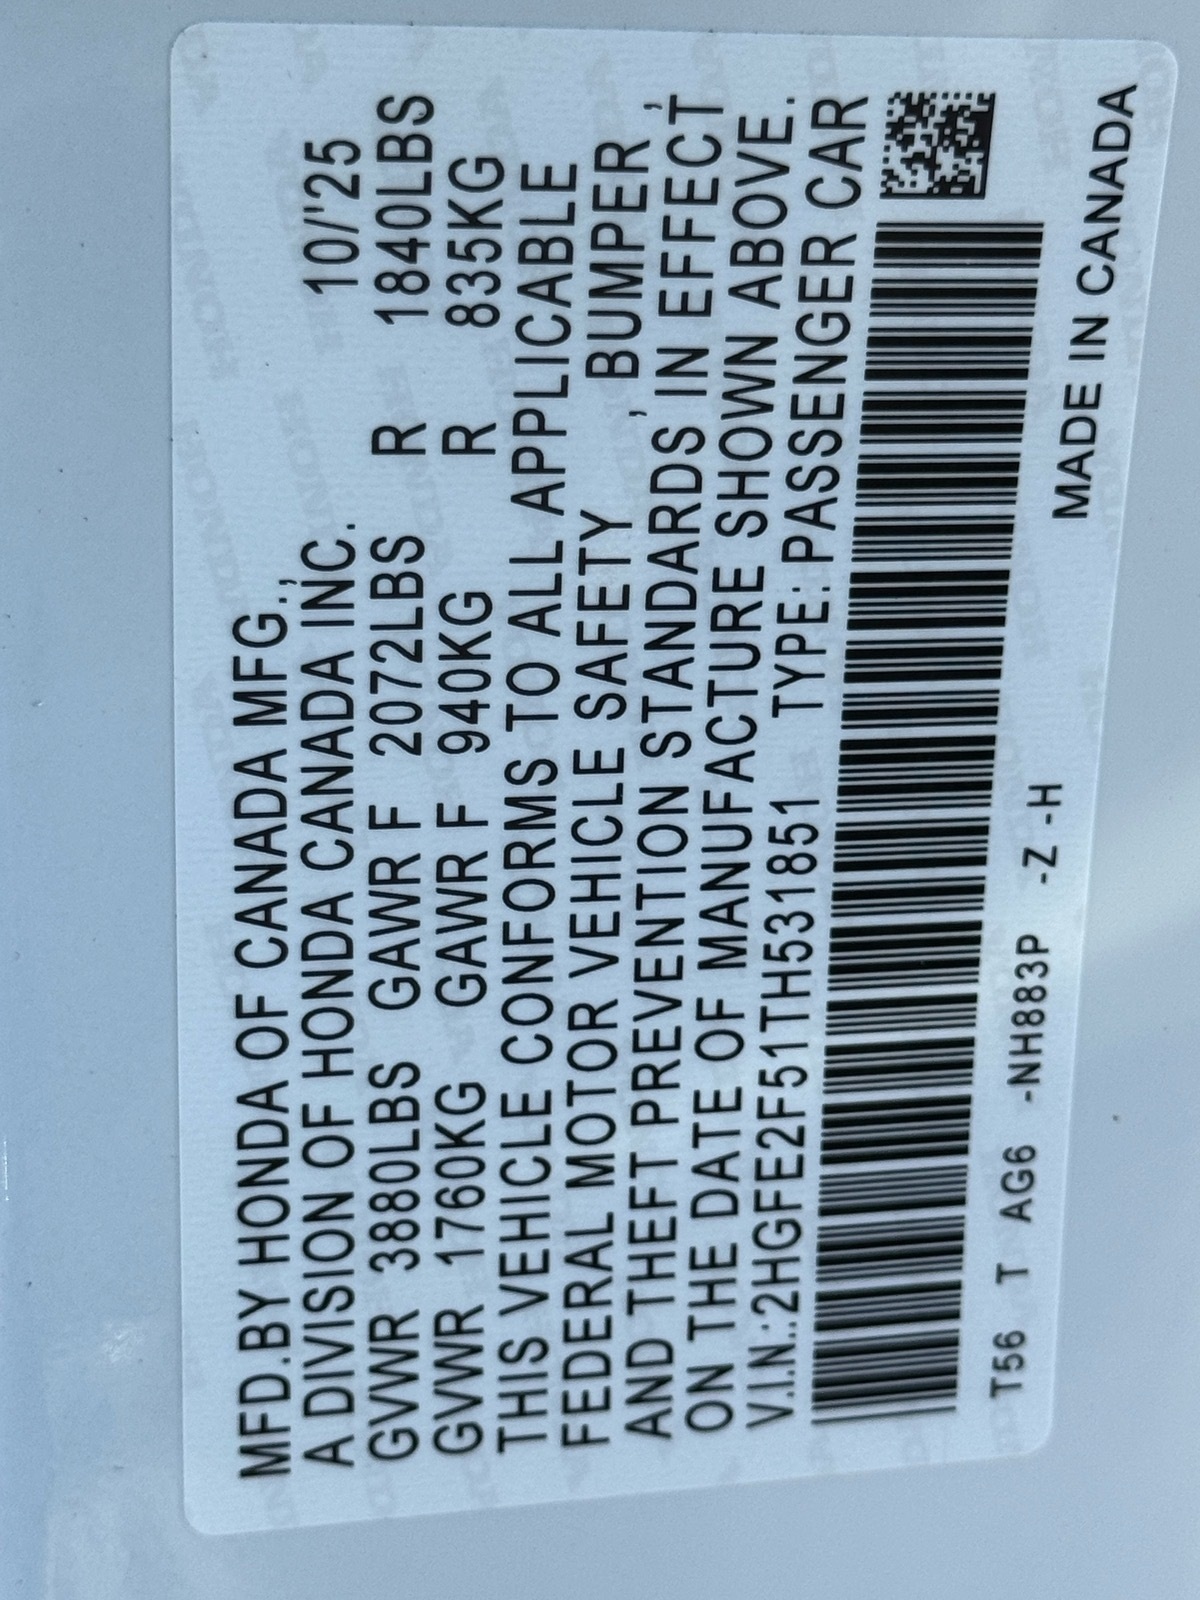 MFD.BY HONDA OF CANADA MFG.,
A DIVISION OF HONDA CANADA INC. 10/'25
GVWR 3880LBS GAWR F 2072LBS R 1840LBS
GVWR 1760KG GAWR F 940KG R 835KG
THIS VEHICLE CONFORMS TO ALL APPLICABLE
FEDERAL MOTOR VEHICLE SAFETY , BUMPER ,
AND THEFT PREVENTION STANDARDS IN EFFECT
ON THE DATE OF MANUFACTURE SHOWN ABOVE.
V.I.N.:2HGFE2F51TH531851 TYPE:PASSENGER CAR
T56 T AG6 -NH883P -Z -H MADE IN CANADA